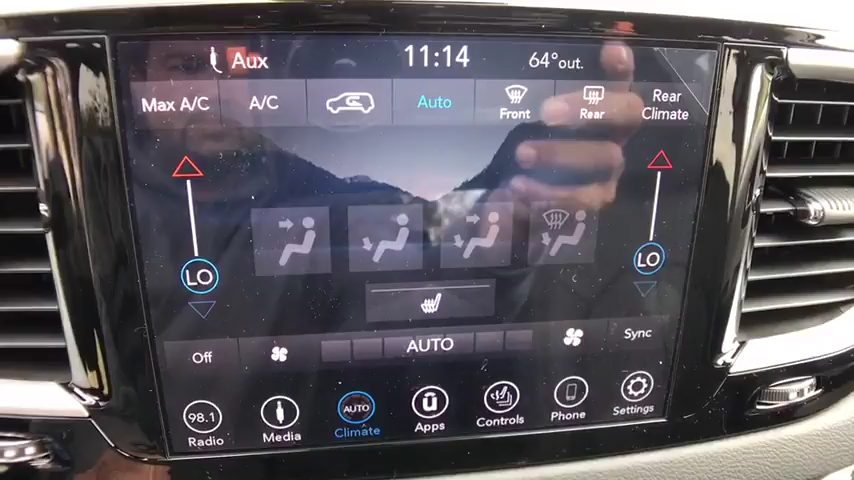 Aux 11:14 64°out.
Max A/C A/C Auto Front Rear Rear Climate
LO LO
Off AUTO Sync
98.1 AUTO
Radio Media Climate Apps Controls Phone Settings